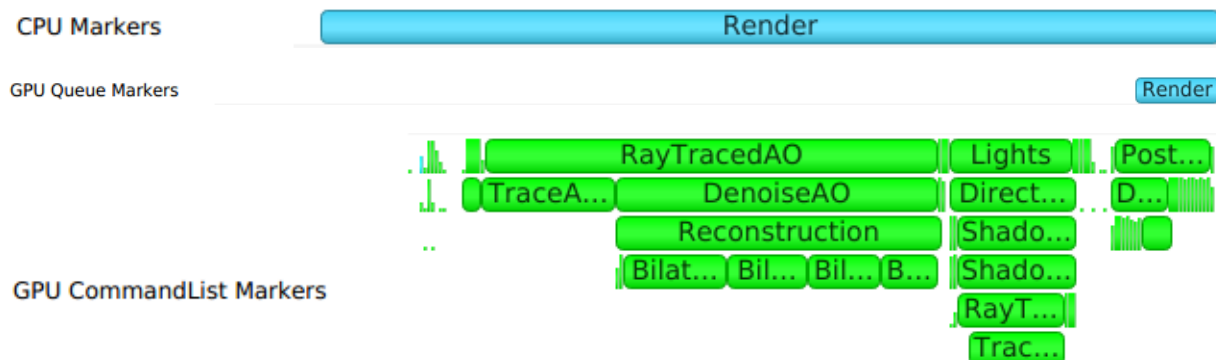 CPU Markers Render
GPU Queue Markers Render
RayTracedAO Lights Post...
TraceA... DenoiseAO Direct... D...
Reconstruction Shado...
Bilat... Bil... Bil... B... Shado...
GPU CommandList Markers RayT...
Trac...